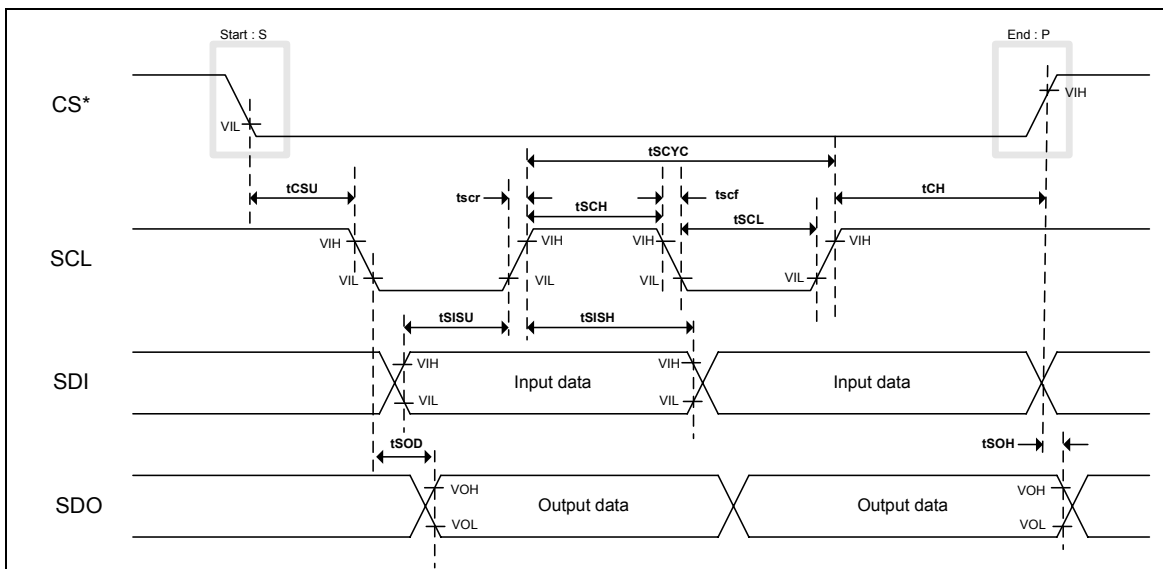 Start : S
End : P
CS*
VIL
VIH
tSCYC
tCSU
tscr
tSCH
tscf
tSCL
tCH
SCL
VIH
VIL
VIH
VIL
VIH
VIL
VIL
VIH
tSISU
tSISH
SDI
VIH
VIL
Input data
VIH
VIL
Input data
tSOD
tSOH
SDO
VOH
VOL
Output data
Output data
VOH
VOL